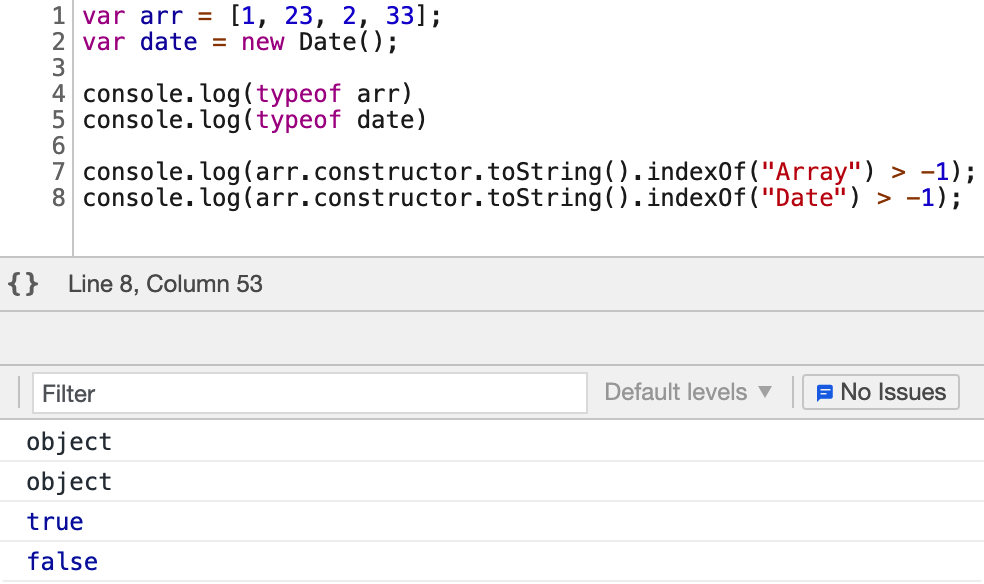 1 var arr = [1, 23, 2, 33];
2 var date = new Date();
3
4 console.log(typeof arr)
5 console.log(typeof date)
6
7 console.log(arr.constructor.toString().indexOf("Array") > -1);
8 console.log(arr.constructor.toString().indexOf("Date") > -1);
{} Line 8, Column 53
Filter Default levels ▼ No Issues
object
object
true
false